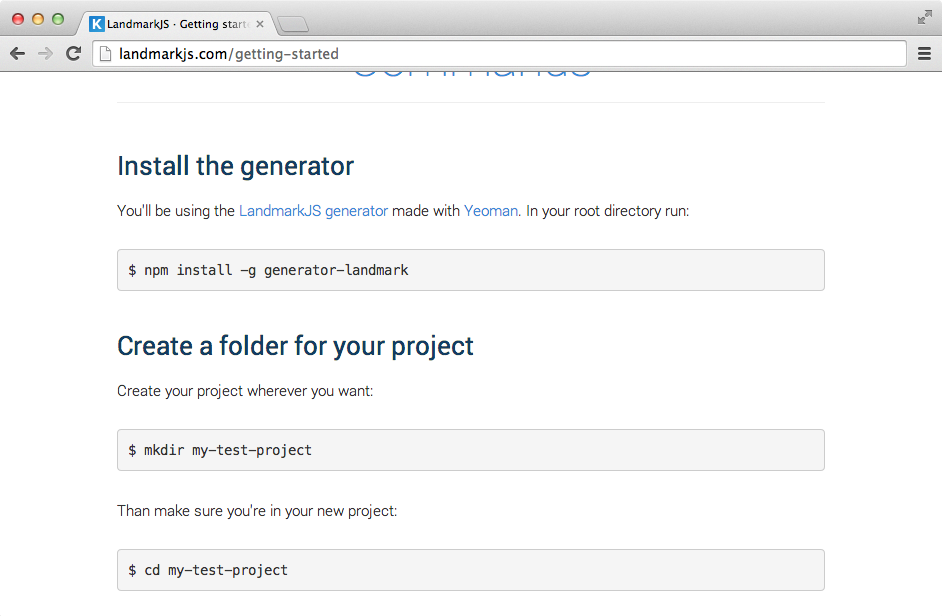 LandmarkJS · Getting start
landmarkjs.com/getting-started
Commands
Install the generator
You'll be using the LandmarkJS generator made with Yeoman. In your root directory run:
$ npm install -g generator-landmark
Create a folder for your project
Create your project wherever you want:
$ mkdir my-test-project
Than make sure you're in your new project:
$ cd my-test-project